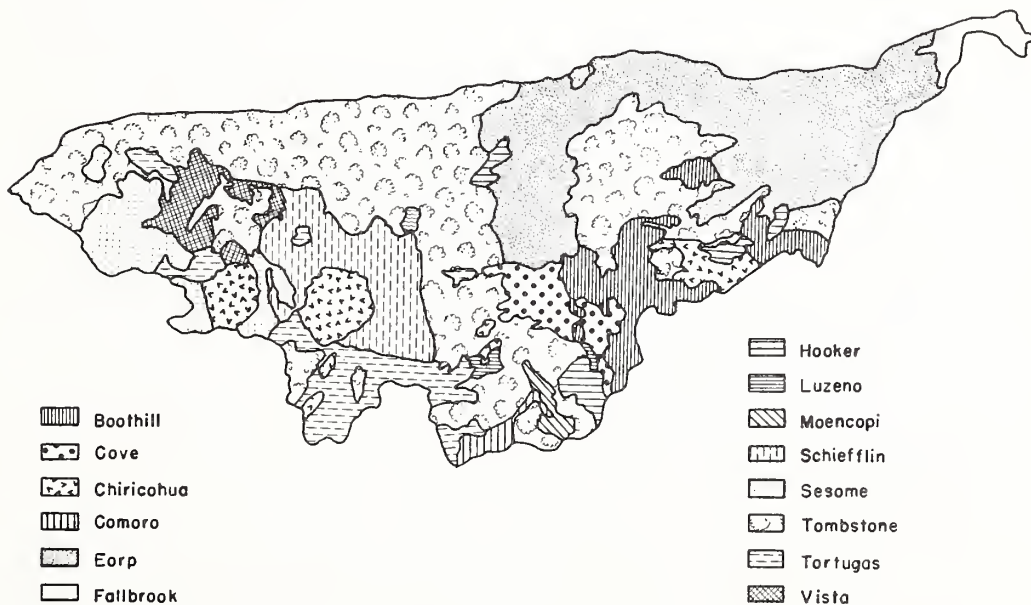 Boothill
Cove
Chiricohua
Comoro
Eorp
Fallbrook
Hooker
Luzeno
Moencopi
Schiefflin
Sesome
Tombstone
Tortugas
Vista